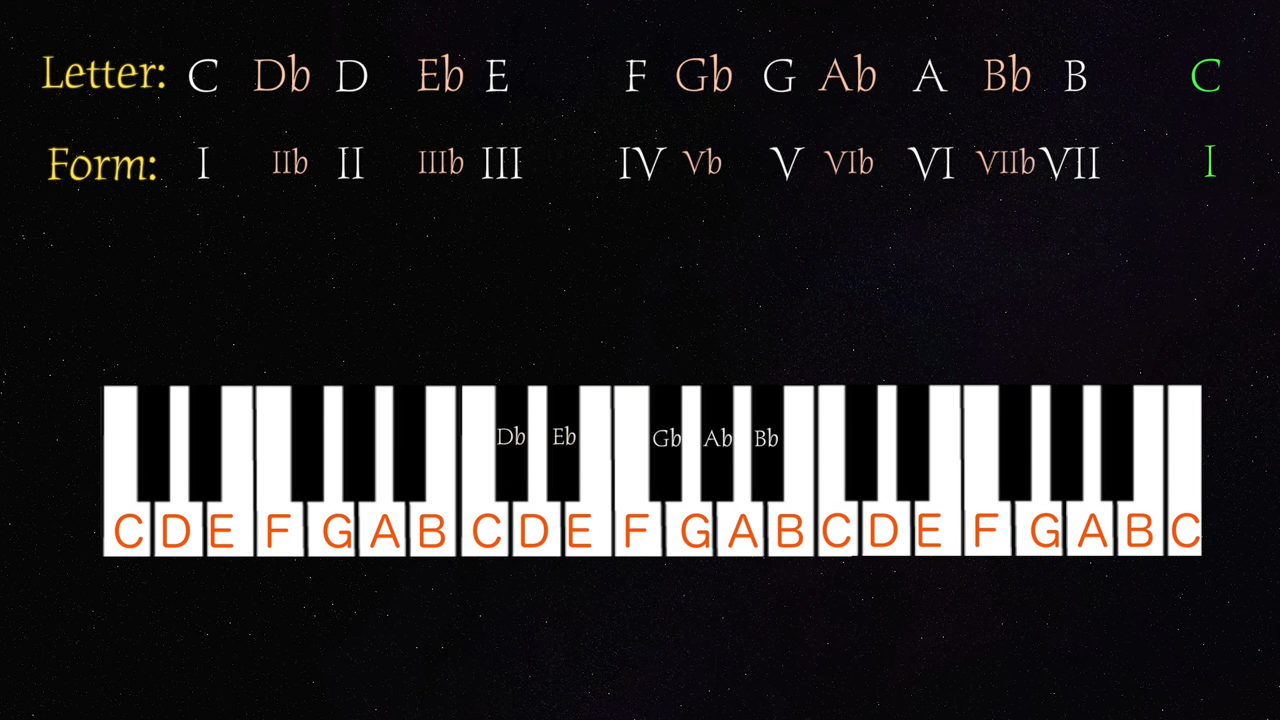 Letter: C Db D Eb E F Gb G Ab A Bb B C
Form: I IIb II IIIb III IV Vb V VIb VI VIIb VII I
Db Eb Gb Ab Bb
C D E F G A B C D E F G A B C D E F G A B C